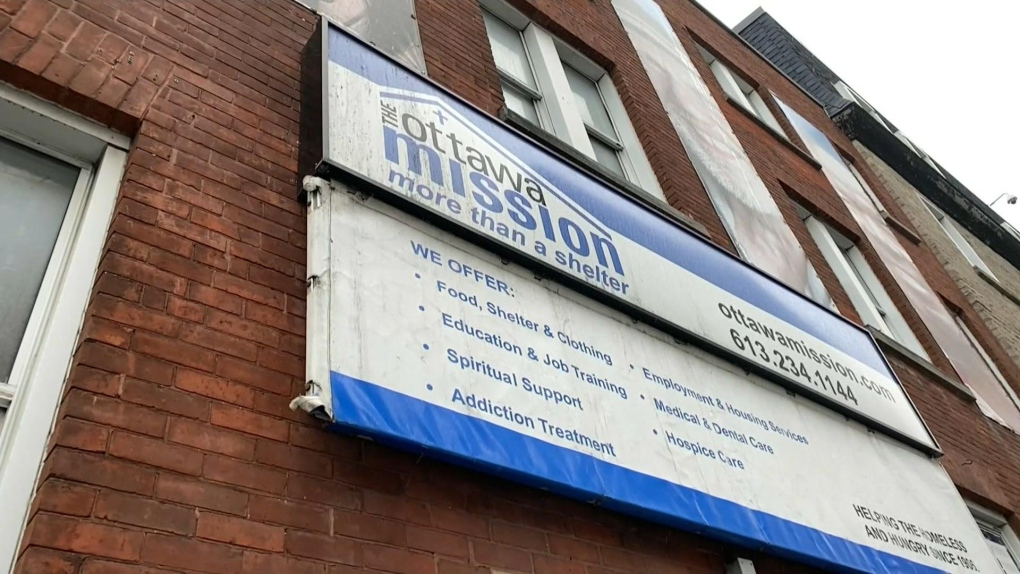 THE
ottawa
mission
more than a shelter
ottawamission.com
613.234.1144
WE OFFER:
• Food, Shelter & Clothing
• Education & Job Training
• Spiritual Support
• Addiction Treatment
• Employment & Housing Services
• Medical & Dental Care
• Hospice Care
HELPING THE HOMELESS
AND HUNGRY SINCE 1906.